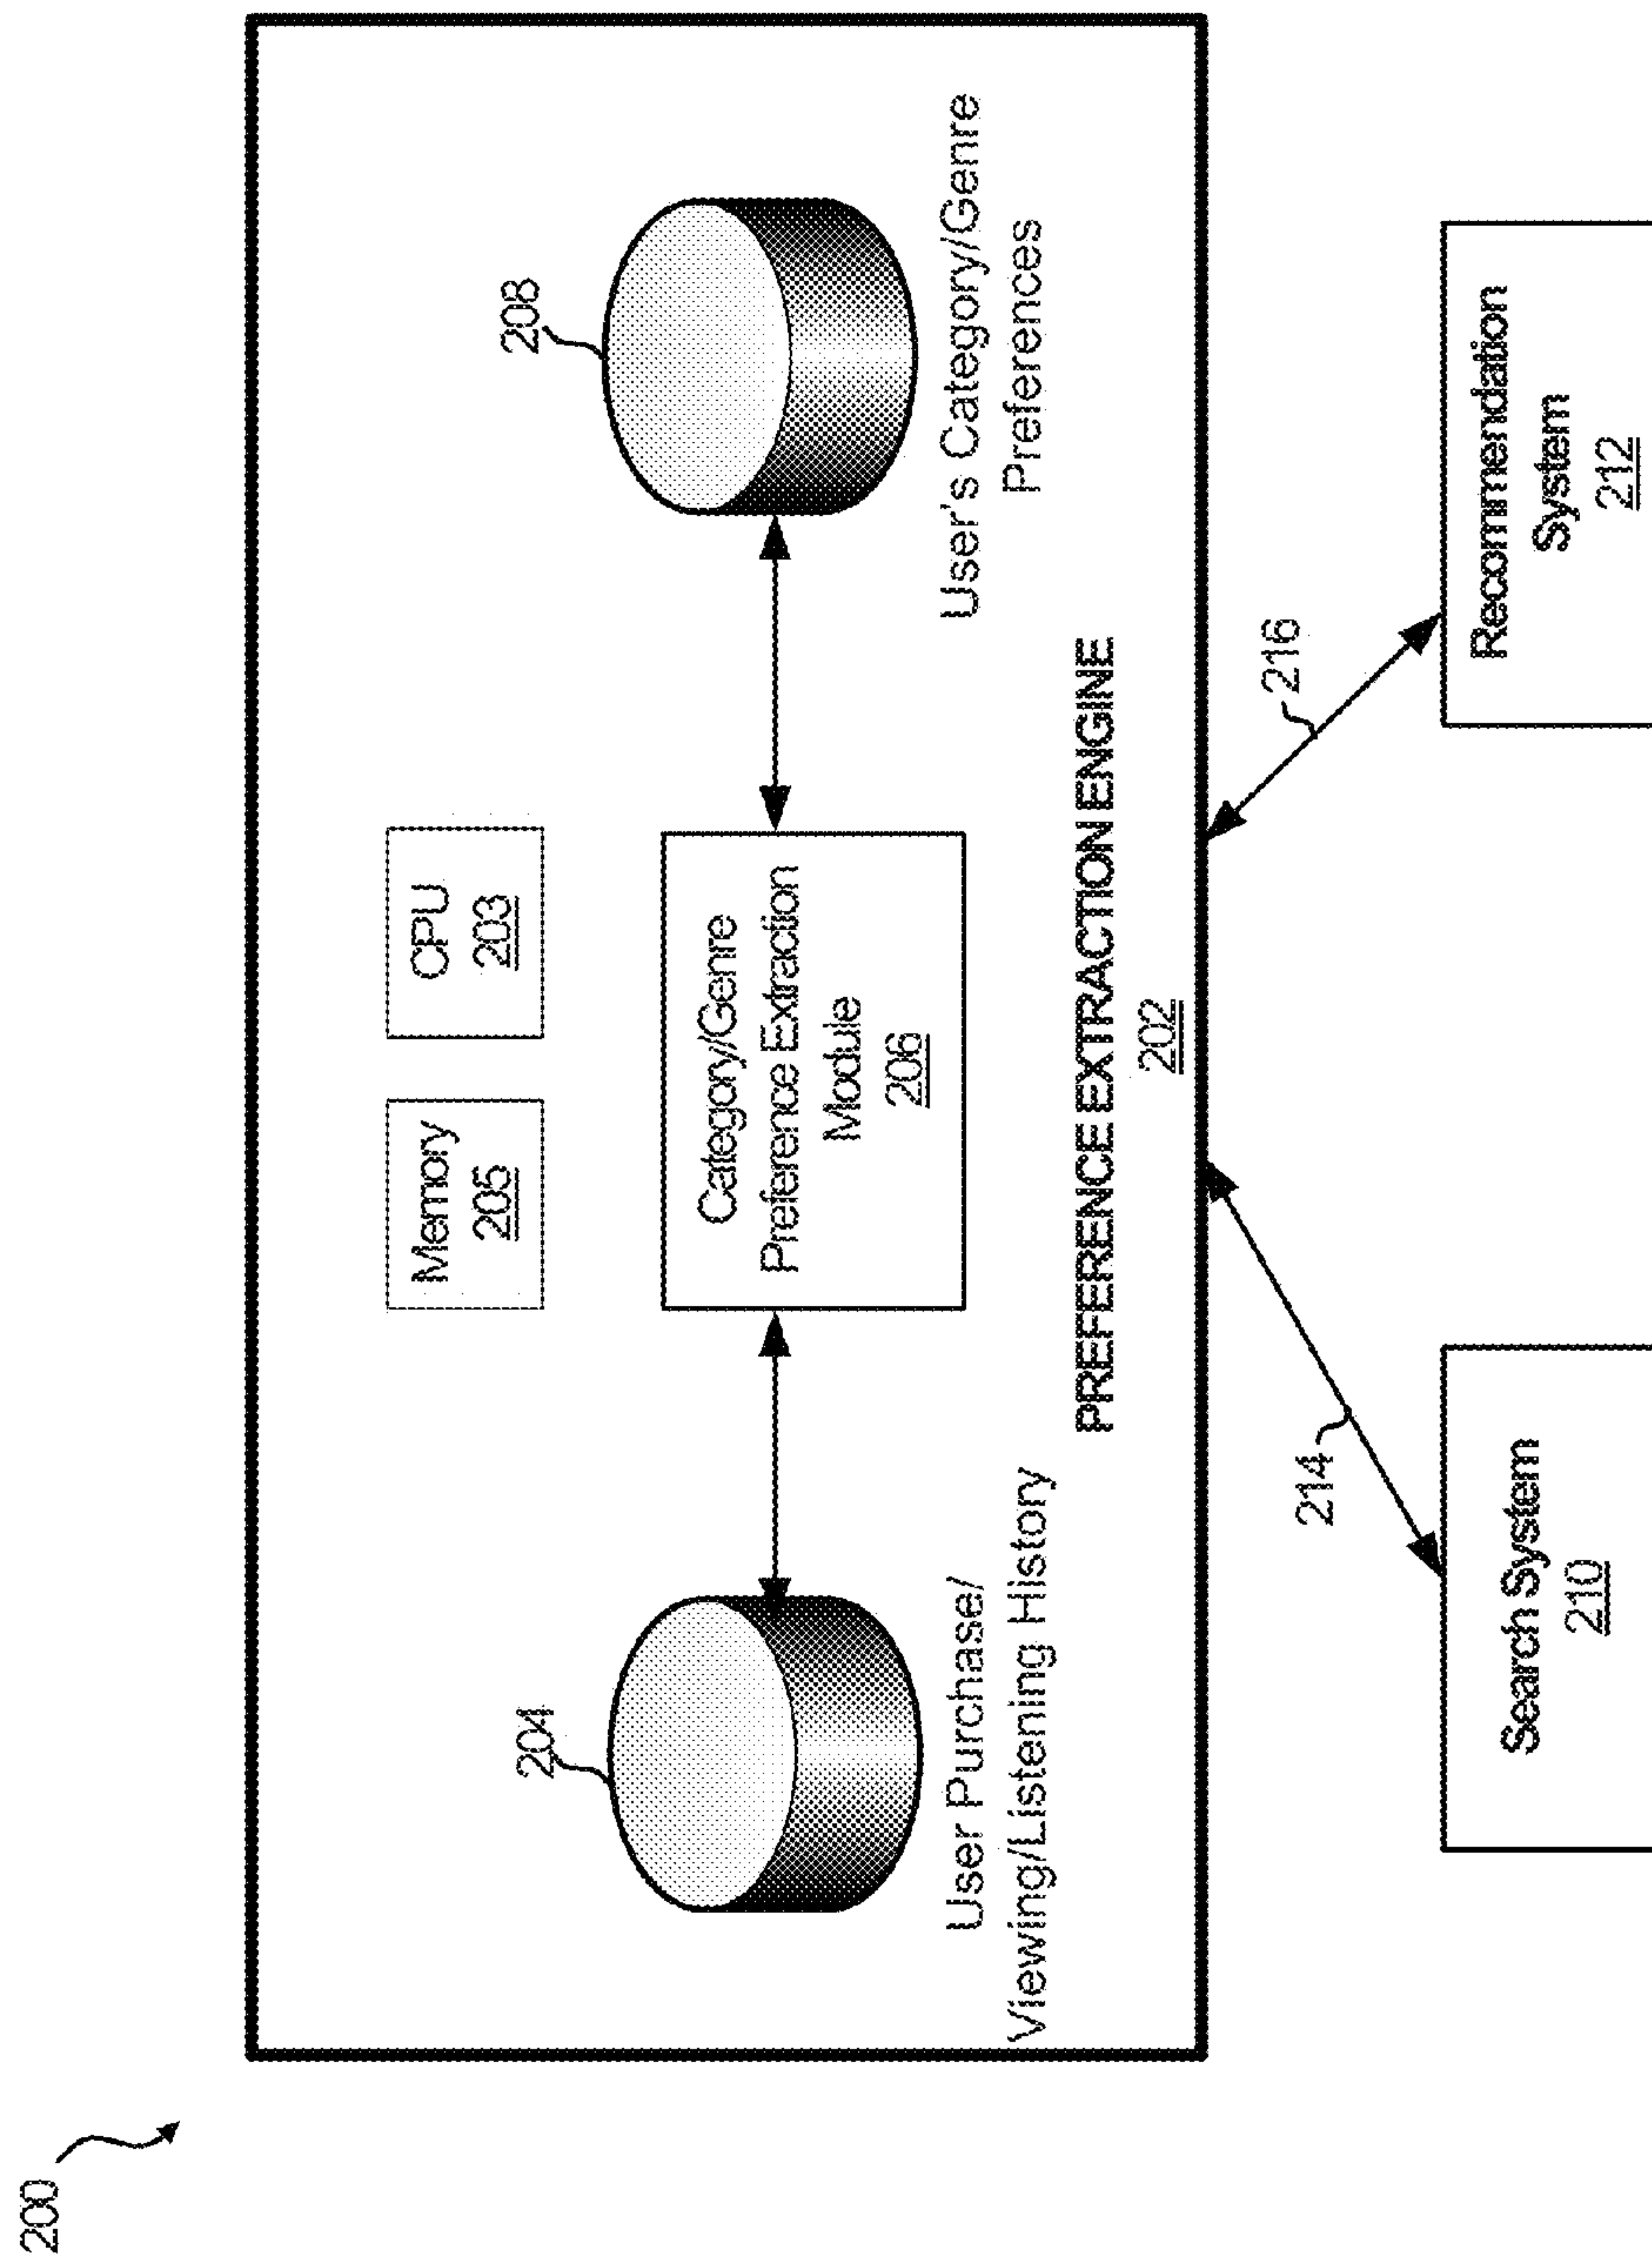 200
Memory
205
CPU
203
204
208
Category/Genre
Preference Extraction
Module
206
User Purchase/
Viewing/Listening History
User's Category/Genre
Preferences
PREFERENCE EXTRACTION ENGINE
202
214
216
Search System
210
Recommendation
System
212